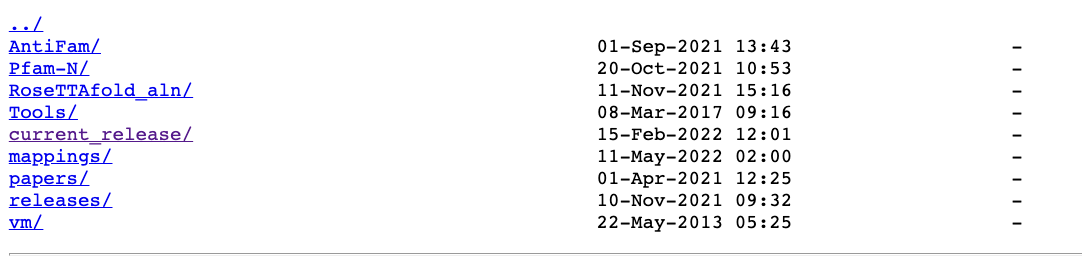 ../
AntiFam/ 01-Sep-2021 13:43 -
Pfam-N/ 20-Oct-2021 10:53 -
RoseTTAfold_aln/ 11-Nov-2021 15:16 -
Tools/ 08-Mar-2017 09:16 -
current_release/ 15-Feb-2022 12:01 -
mappings/ 11-May-2022 02:00 -
papers/ 01-Apr-2021 12:25 -
releases/ 10-Nov-2021 09:32 -
vm/ 22-May-2013 05:25 -